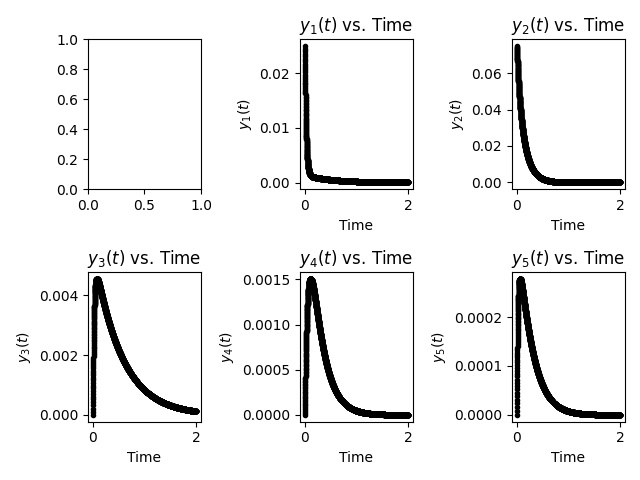 y₁(t) vs. Time
y₂(t) vs. Time
1.0
0.8
0.6
0.4
0.2
0.0
0.0 0.5 1.0
y₁(t)
0.02
0.01
0.00
0 2
Time
y₂(t)
0.06
0.04
0.02
0.00
0 2
Time
y₃(t) vs. Time
y₄(t) vs. Time
y₅(t) vs. Time
y₃(t)
0.004
0.002
0.000
0 2
Time
y₄(t)
0.0015
0.0010
0.0005
0.0000
0 2
Time
y₅(t)
0.0002
0.0001
0.0000
0 2
Time